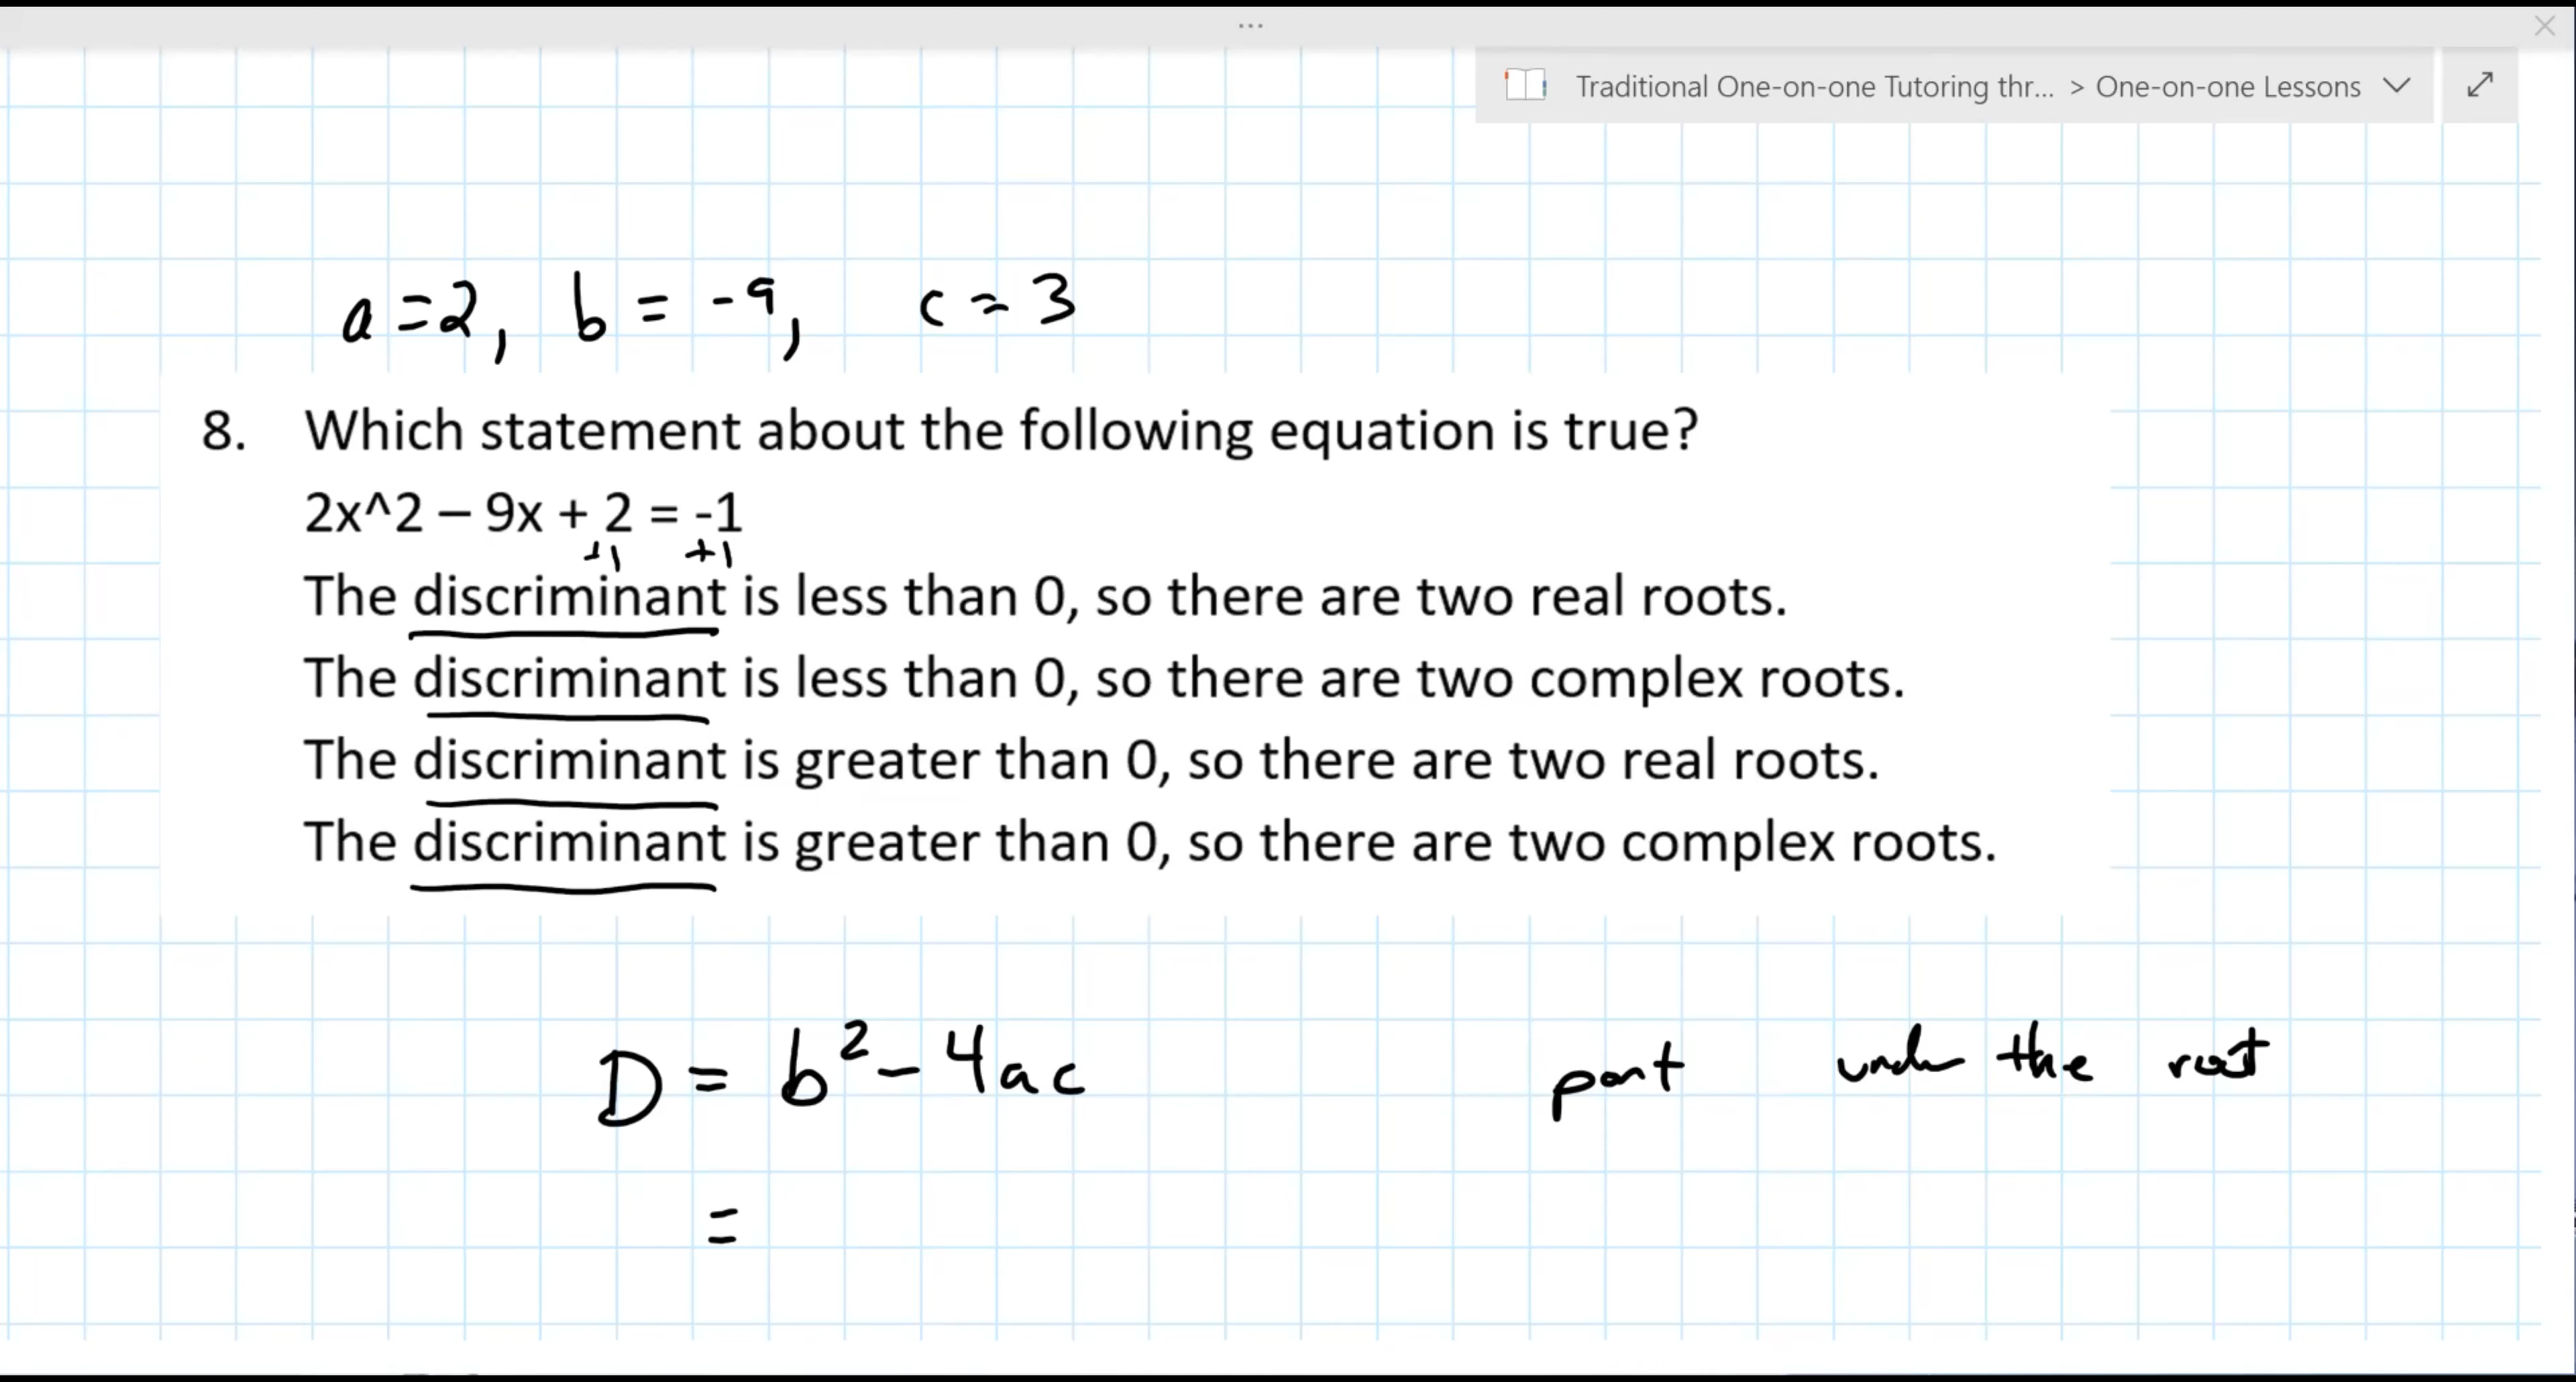 ...
Traditional One-on-one Tutoring thr... > One-on-one Lessons
a = 2, b = -9, c = 3
8. Which statement about the following equation is true?
2x^2 – 9x + 2 = -1
+1 +1
The discriminant is less than 0, so there are two real roots.
The discriminant is less than 0, so there are two complex roots.
The discriminant is greater than 0, so there are two real roots.
The discriminant is greater than 0, so there are two complex roots.
D = b² - 4ac part under the root
=